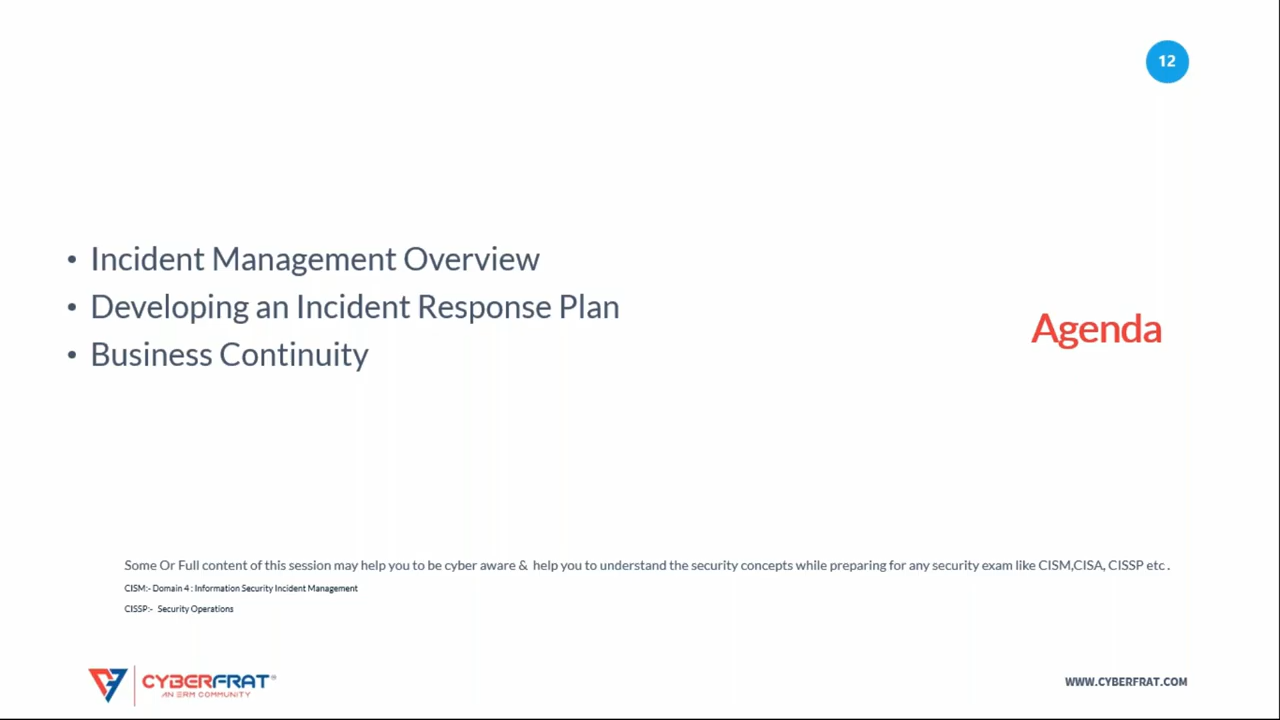 12
• Incident Management Overview
• Developing an Incident Response Plan
• Business Continuity
Agenda
Some Or Full content of this session may help you to be cyber aware & help you to understand the security concepts while preparing for any security exam like CISM,CISA, CISSP etc .
CISM:- Domain 4 : Information Security Incident Management
CISSP:- Security Operations
CYBERFRAT®
AN ERM COMMUNITY
WWW.CYBERFRAT.COM